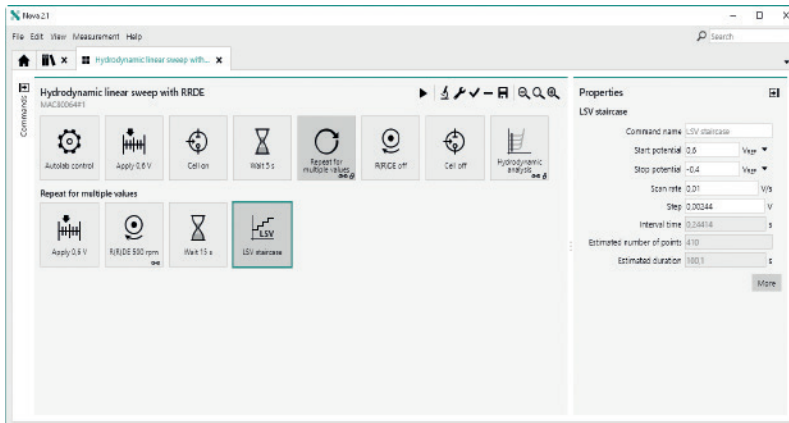 Nova 2.1
File Edit View Measurement Help
Search
Hydrodynamic linear sweep with...
Commands
Hydrodynamic linear sweep with RRDE
MAC80064#1
Autolab control
Apply 0,6 V
Cell on
Wait 5 s
Repeat for
multiple values
R(R)DE off
Cell off
Hydrodynamic
analysis
Repeat for multiple values
Apply 0,6 V
R(R)DE 500 rpm
Wait 15 s
LSV
LSV staircase
Properties
LSV staircase
Command name LSV staircase
Start potential 0,6 VREF
Stop potential -0,4 VREF
Scan rate 0,01 V/s
Step 0,00244 V
Interval time 0,24414 s
Estimated number of points 410
Estimated duration 100,1 s
More